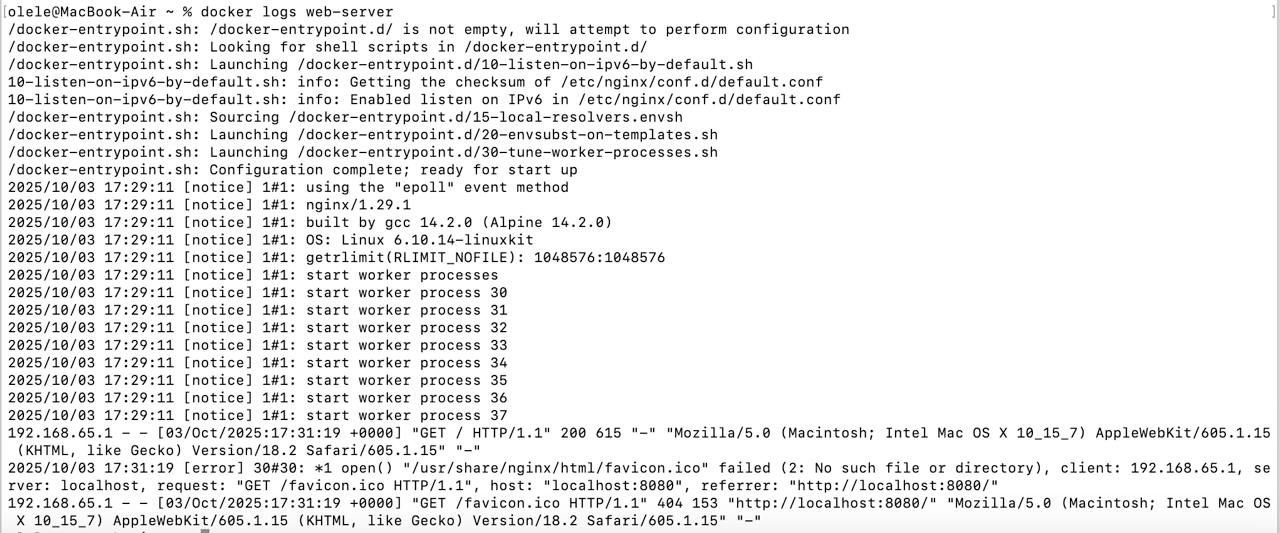 [olele@MacBook-Air ~ % docker logs web-server ]
/docker-entrypoint.sh: /docker-entrypoint.d/ is not empty, will attempt to perform configuration
/docker-entrypoint.sh: Looking for shell scripts in /docker-entrypoint.d/
/docker-entrypoint.sh: Launching /docker-entrypoint.d/10-listen-on-ipv6-by-default.sh
10-listen-on-ipv6-by-default.sh: info: Getting the checksum of /etc/nginx/conf.d/default.conf
10-listen-on-ipv6-by-default.sh: info: Enabled listen on IPv6 in /etc/nginx/conf.d/default.conf
/docker-entrypoint.sh: Sourcing /docker-entrypoint.d/15-local-resolvers.envsh
/docker-entrypoint.sh: Launching /docker-entrypoint.d/20-envsubst-on-templates.sh
/docker-entrypoint.sh: Launching /docker-entrypoint.d/30-tune-worker-processes.sh
/docker-entrypoint.sh: Configuration complete; ready for start up
2025/10/03 17:29:11 [notice] 1#1: using the "epoll" event method
2025/10/03 17:29:11 [notice] 1#1: nginx/1.29.1
2025/10/03 17:29:11 [notice] 1#1: built by gcc 14.2.0 (Alpine 14.2.0)
2025/10/03 17:29:11 [notice] 1#1: OS: Linux 6.10.14-linuxkit
2025/10/03 17:29:11 [notice] 1#1: getrlimit(RLIMIT_NOFILE): 1048576:1048576
2025/10/03 17:29:11 [notice] 1#1: start worker processes
2025/10/03 17:29:11 [notice] 1#1: start worker process 30
2025/10/03 17:29:11 [notice] 1#1: start worker process 31
2025/10/03 17:29:11 [notice] 1#1: start worker process 32
2025/10/03 17:29:11 [notice] 1#1: start worker process 33
2025/10/03 17:29:11 [notice] 1#1: start worker process 34
2025/10/03 17:29:11 [notice] 1#1: start worker process 35
2025/10/03 17:29:11 [notice] 1#1: start worker process 36
2025/10/03 17:29:11 [notice] 1#1: start worker process 37
192.168.65.1 - - [03/Oct/2025:17:31:19 +0000] "GET / HTTP/1.1" 200 615 "-" "Mozilla/5.0 (Macintosh; Intel Mac OS X 10_15_7) AppleWebKit/605.1.15
(KHTML, like Gecko) Version/18.2 Safari/605.1.15" "-"
2025/10/03 17:31:19 [error] 30#30: *1 open() "/usr/share/nginx/html/favicon.ico" failed (2: No such file or directory), client: 192.168.65.1, se
rver: localhost, request: "GET /favicon.ico HTTP/1.1", host: "localhost:8080", referrer: "http://localhost:8080/"
192.168.65.1 - - [03/Oct/2025:17:31:19 +0000] "GET /favicon.ico HTTP/1.1" 404 153 "http://localhost:8080/" "Mozilla/5.0 (Macintosh; Intel Mac OS
X 10_15_7) AppleWebKit/605.1.15 (KHTML, like Gecko) Version/18.2 Safari/605.1.15" "-"